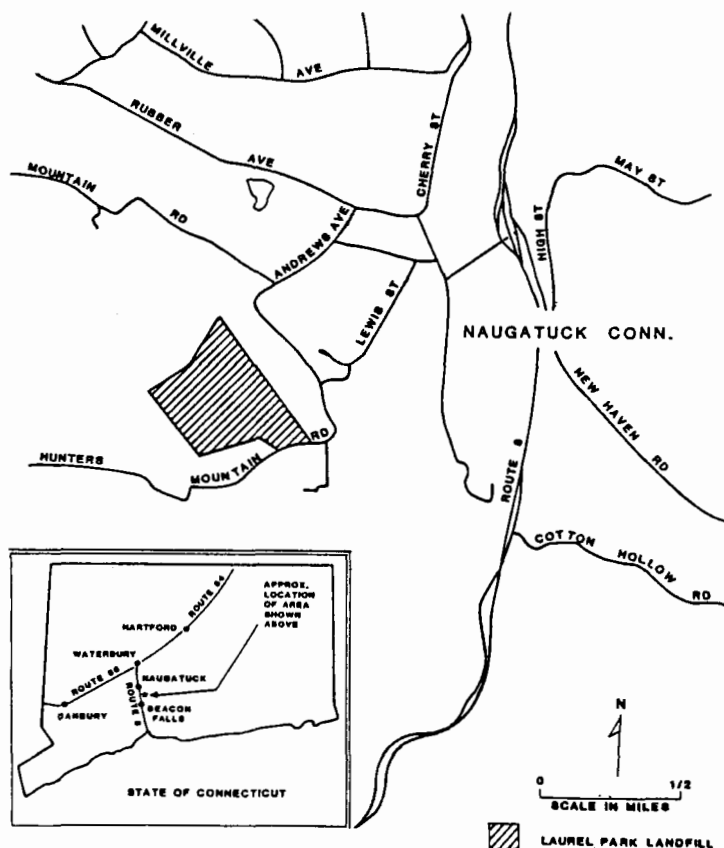 MILLVILLE AVE
RUBBER AVE
CHERRY ST
MAY ST
MOUNTAIN RD
HIGH ST
ANDREWS AVE
LEWIS ST
NAUGATUCK CONN.
NEW HAVEN RD
HUNTERS MOUNTAIN RD
ROUTE 8
COTTON HOLLOW RD
ROUTE 84
APPROX.
LOCATION
OF AREA
SHOWN
ABOVE
HARTFORD
WATERBURY
NAUGATUCK
ROUTE 8
BEACON
FALLS
DANBURY
STATE OF CONNECTICUT
N
0 1/2
SCALE IN MILES
LAUREL PARK LANDFILL